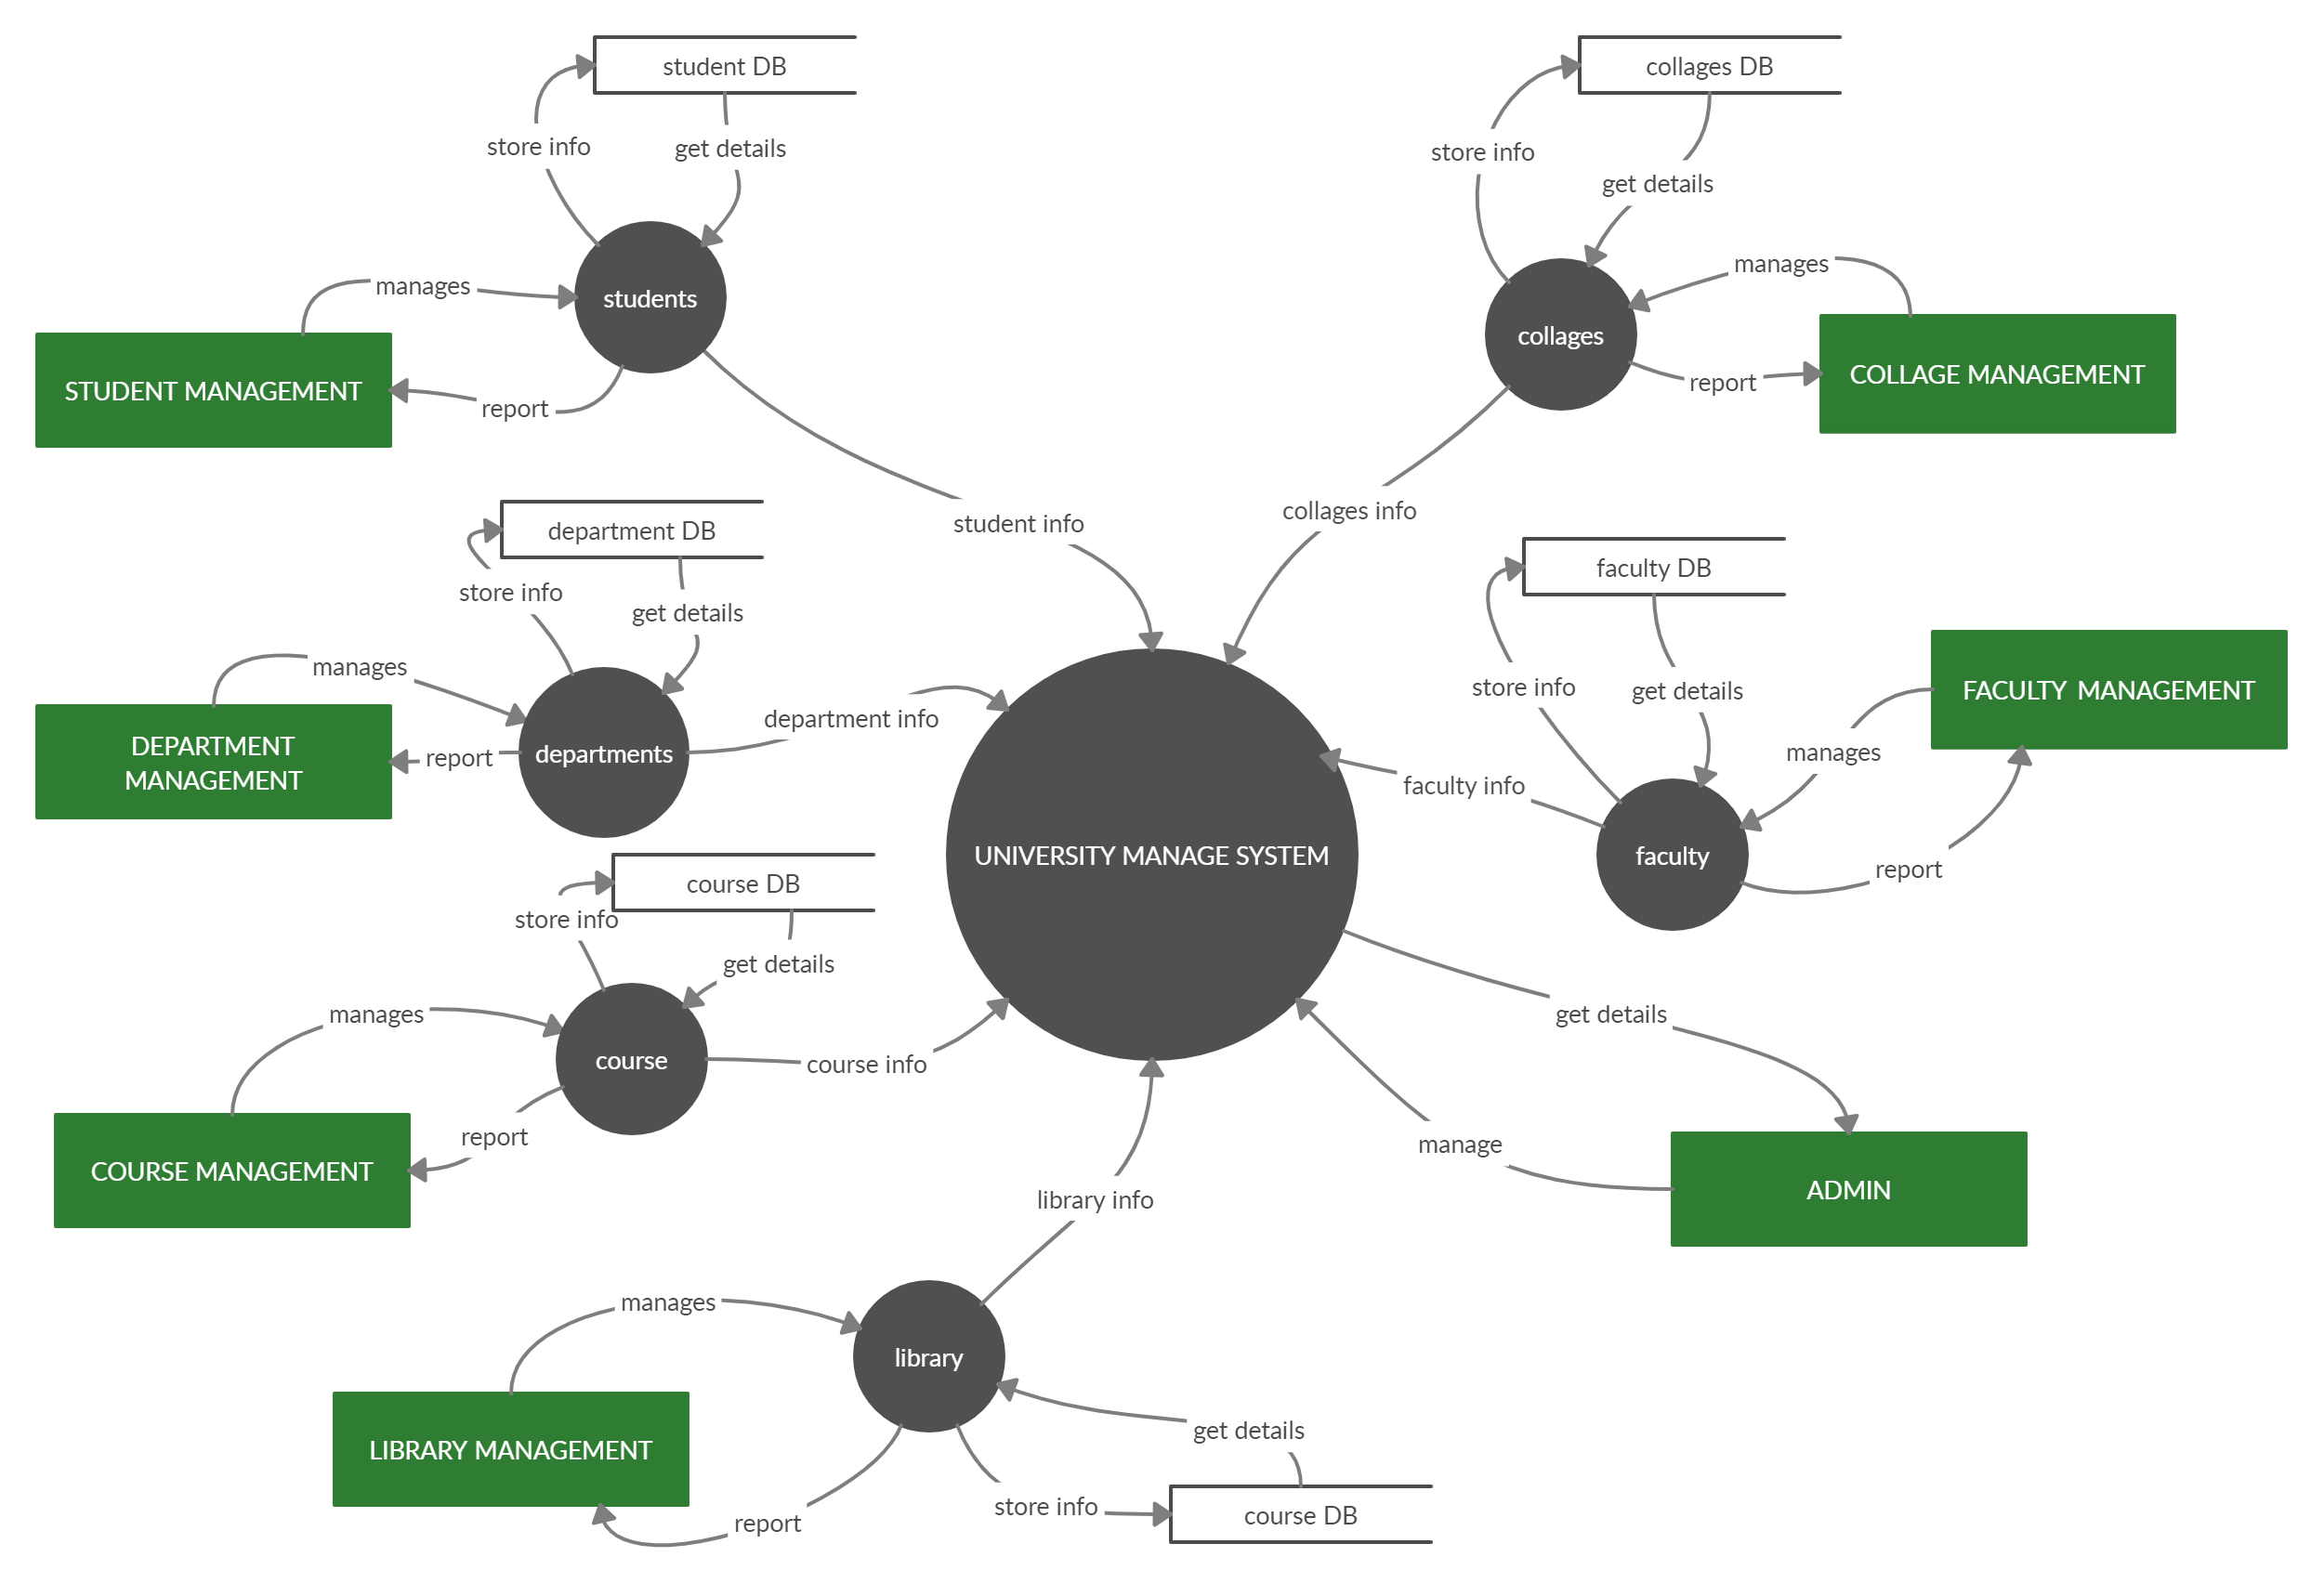 student DB
collages DB
store info
get details
store info
get details
manages
students
manages
collages
STUDENT MANAGEMENT
report
report
COLLAGE MANAGEMENT
department DB
student info
collages info
faculty DB
store info
get details
manages
store info
get details
FACULTY  MANAGEMENT
department info
DEPARTMENT
MANAGEMENT
report
departments
manages
faculty info
UNIVERSITY MANAGE SYSTEM
faculty
report
course DB
store info
get details
manages
course
course info
get details
report
manage
COURSE MANAGEMENT
ADMIN
library info
manages
library
LIBRARY MANAGEMENT
get details
report
store info
course DB